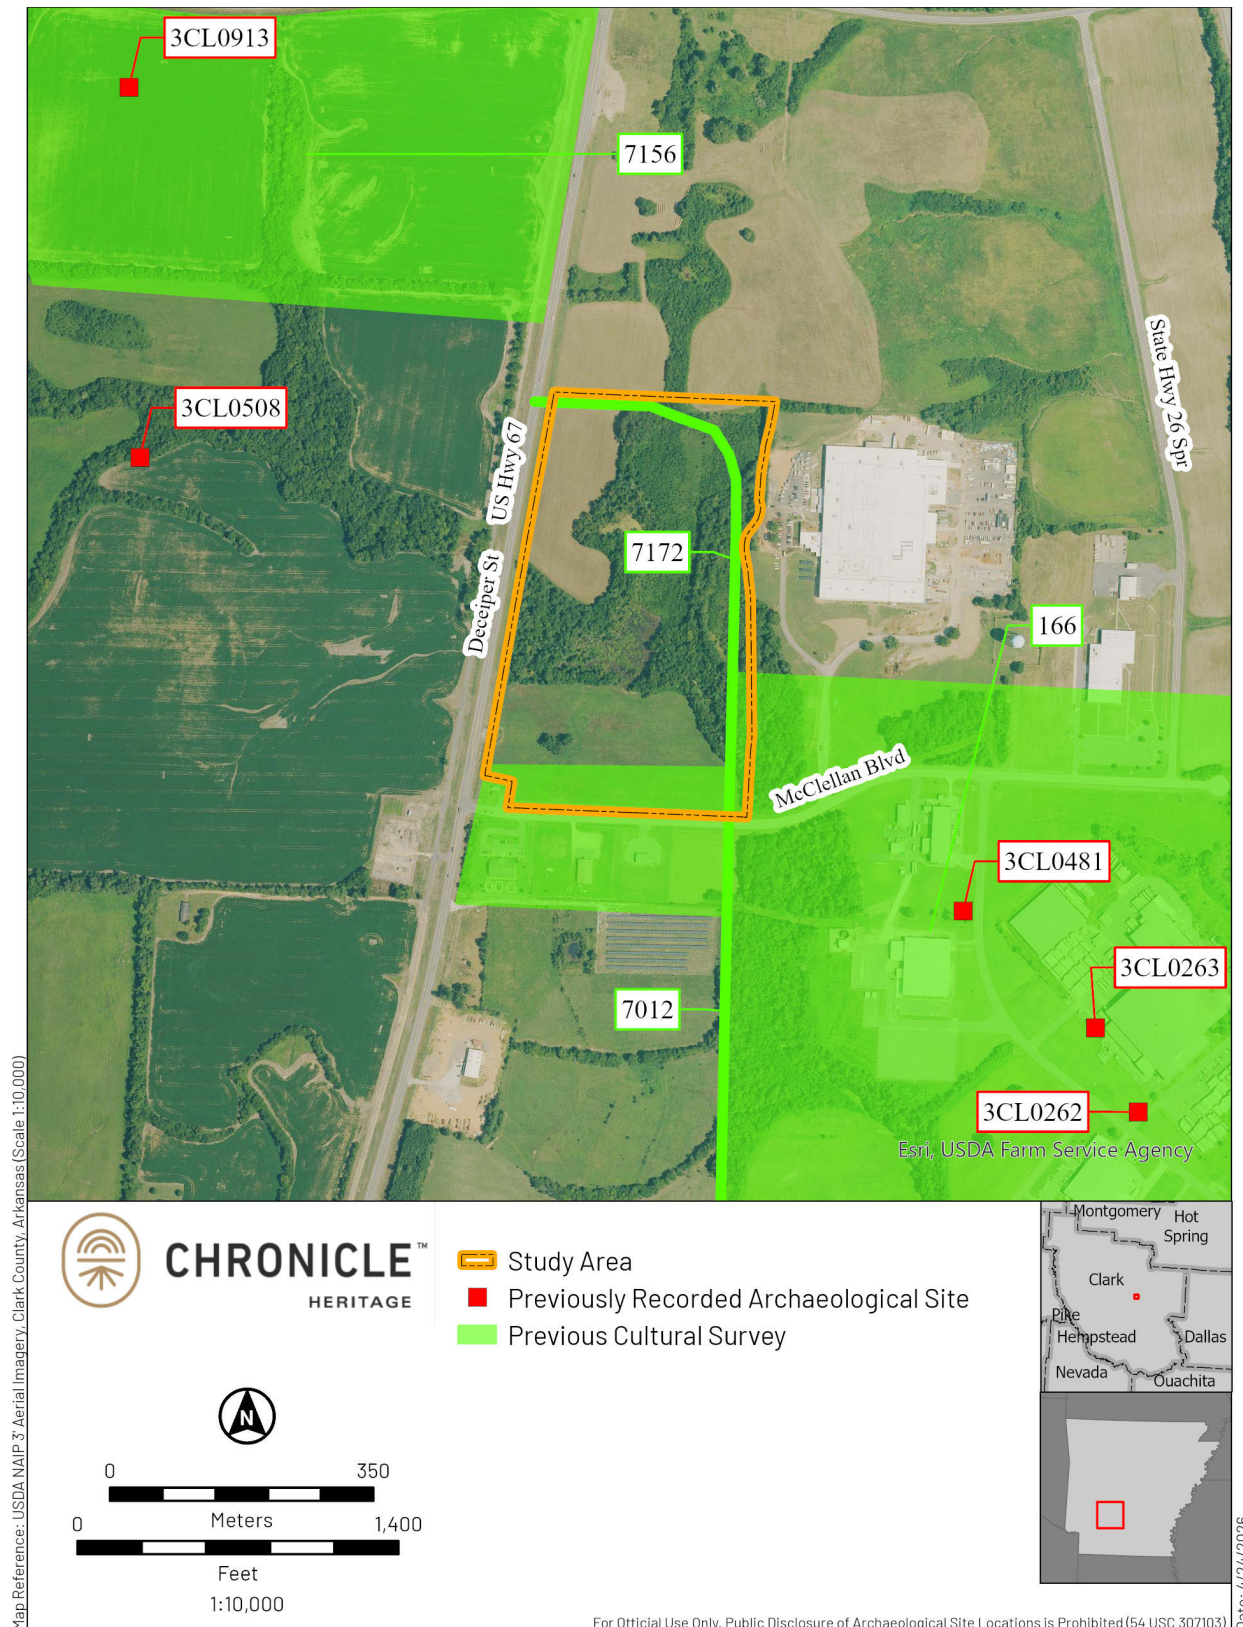 3CL0913
7156
3CL0508
State Hwy 26 Spr
US Hwy 67
Deceiper St
7172
166
McClellan Blvd
3CL0481
3CL0263
7012
3CL0262
Esri, USDA Farm Service Agency
Map Reference: USDA NAIP 3' Aerial Imagery, Clark County, Arkansas (Scale 1:10,000)
CHRONICLE™
HERITAGE
Study Area
Previously Recorded Archaeological Site
Previous Cultural Survey
N
0 350
Meters
0 1,400
Feet
1:10,000
Montgomery
Hot
Spring
Clark
Pike
Hempstead
Dallas
Nevada
Ouachita
For Official Use Only. Public Disclosure of Archaeological Site Locations is Prohibited (54 USC 307103)
Date: 4/24/2026